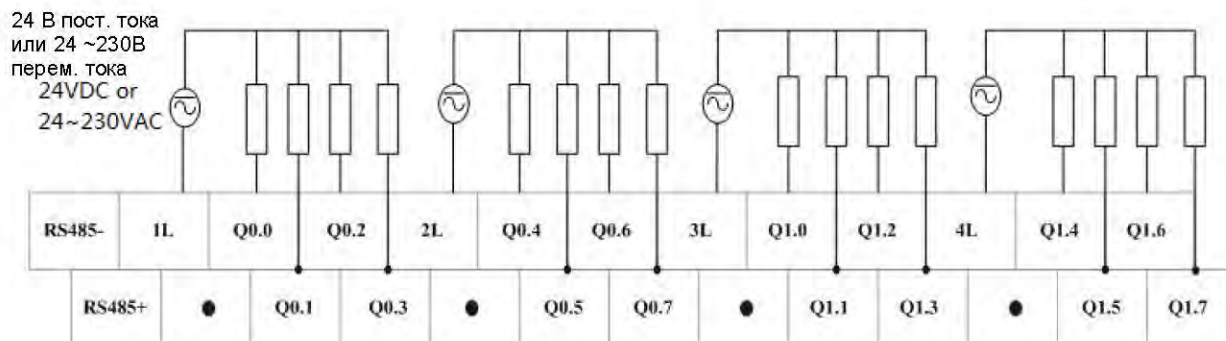 24 В пост. тока
или 24 ~230В
перем. тока
24VDC or
24~230VAC
RS485- 1L Q0.0 Q0.2 2L Q0.4 Q0.6 3L Q1.0 Q1.2 4L Q1.4 Q1.6
RS485+ ● Q0.1 Q0.3 ● Q0.5 Q0.7 ● Q1.1 Q1.3 ● Q1.5 Q1.7